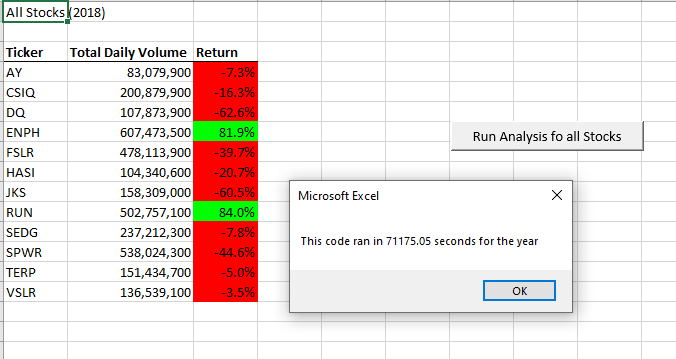 All Stocks (2018)
Ticker Total Daily Volume Return
AY 83,079,900 -7.3%
CSIQ 200,879,900 -16.3%
DQ 107,873,900 -62.6%
ENPH 607,473,500 81.9%
FSLR 478,113,900 -39.7%
HASI 104,340,600 -20.7%
JKS 158,309,000 -60.5%
RUN 502,757,100 84.0%
SEDG 237,212,300 -7.8%
SPWR 538,024,300 -44.6%
TERP 151,434,700 -5.0%
VSLR 136,539,100 -3.5%
Run Analysis fo all Stocks
Microsoft Excel
This code ran in 71175.05 seconds for the year
OK